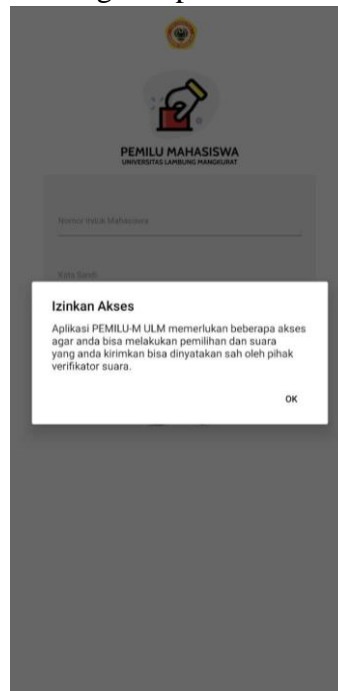 PEMILU MAHASISWA
UNIVERSITAS LAMBUNG MANGKURAT
Nomor Induk Mahasiswa
Kata Sandi
Izinkan Akses
Aplikasi PEMILU-M ULM memerlukan beberapa akses
agar anda bisa melakukan pemilihan dan suara
yang anda kirimkan bisa dinyatakan sah oleh pihak
verifikator suara.
OK